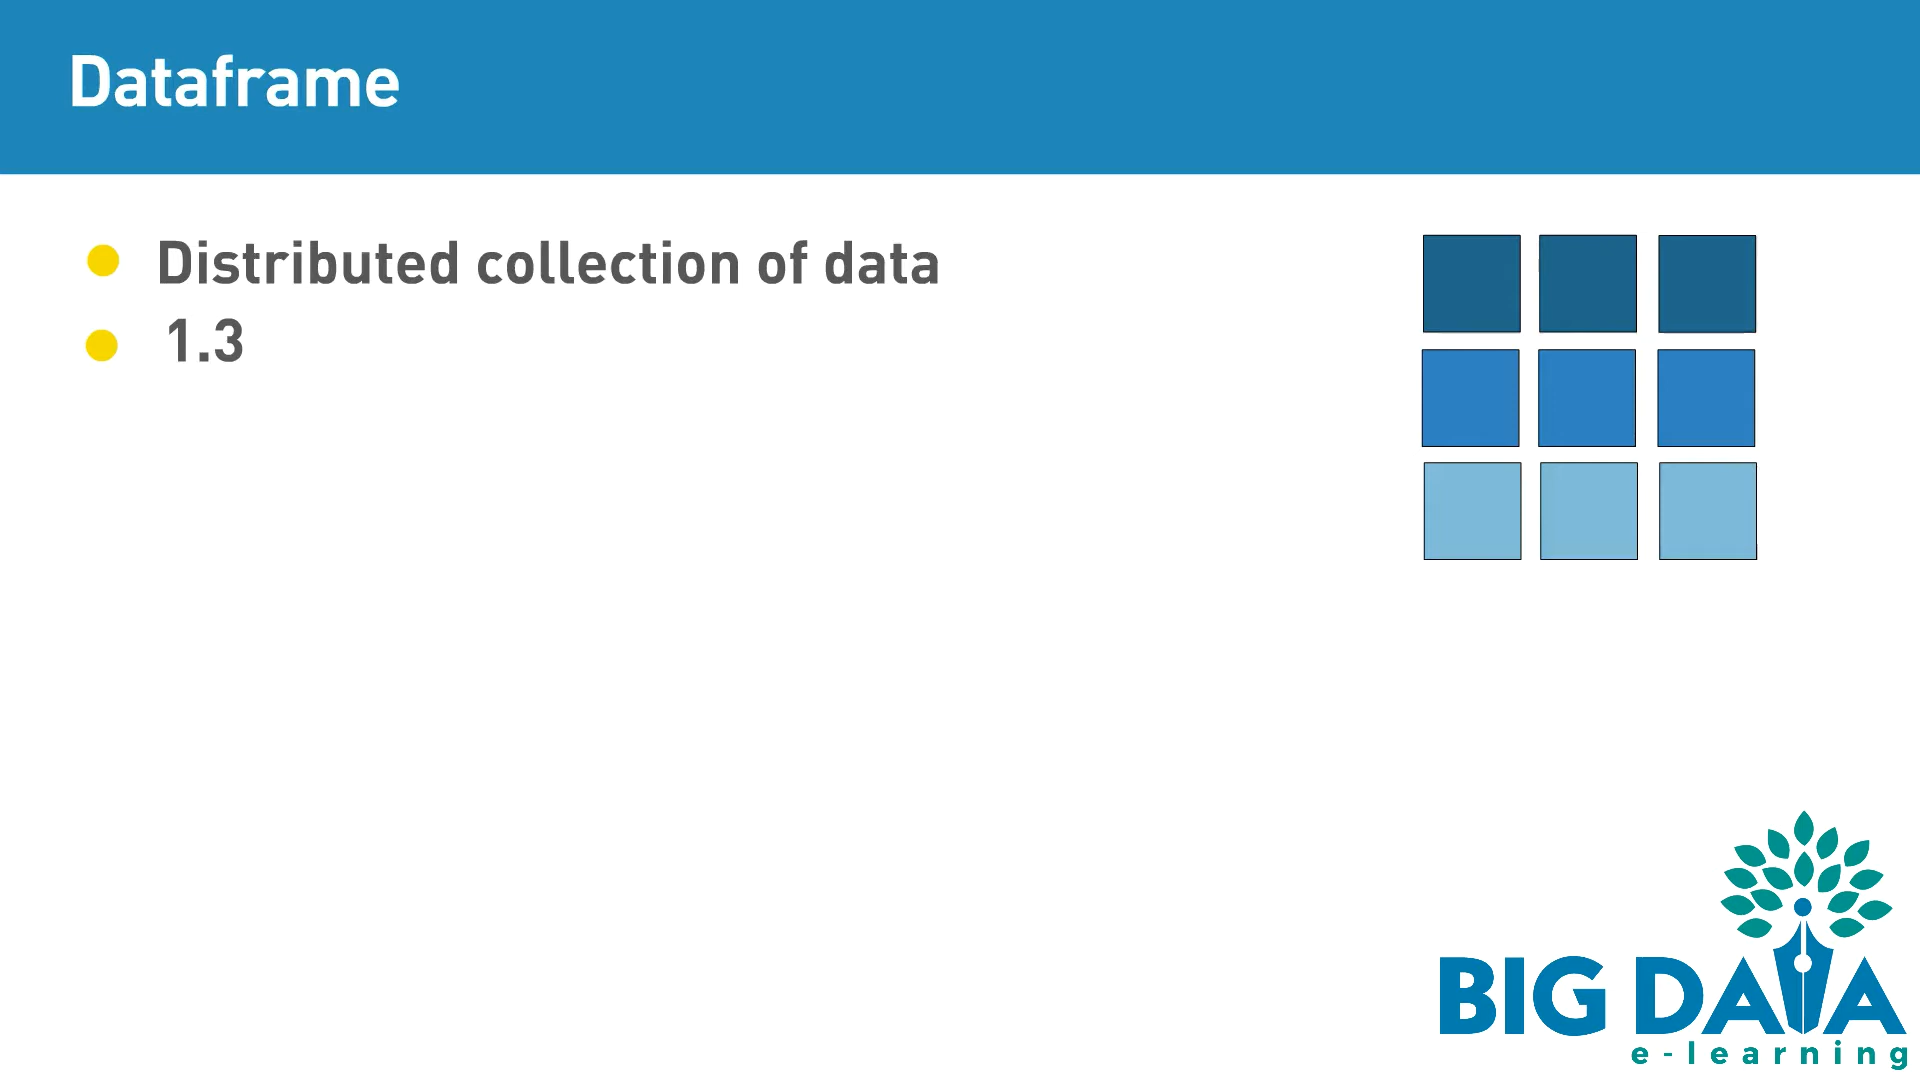 Dataframe
Distributed collection of data
1.3
BIG DATA
e-learning